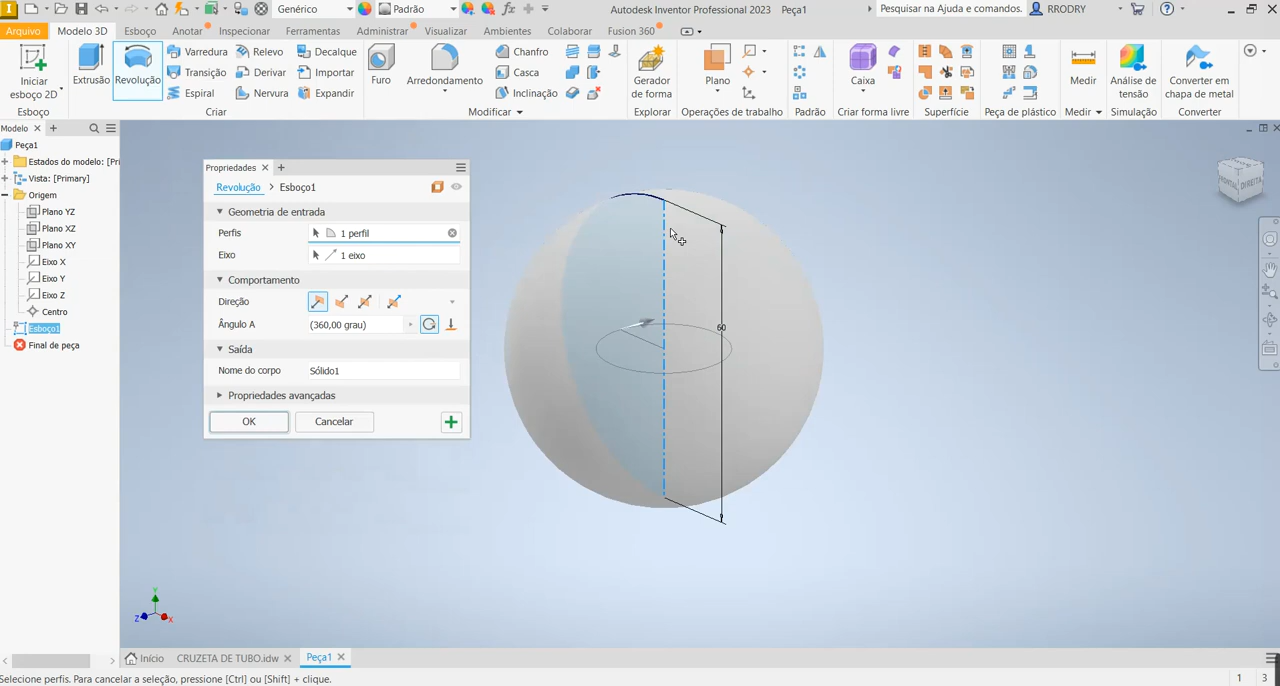 Genérico
Padrão
Autodesk Inventor Professional 2023 Peça1
Pesquisar na Ajuda e comandos.
RRODRY
Arquivo
Modelo 3D
Esboço
Anotar
Inspecionar
Ferramentas
Administrar
Visualizar
Ambientes
Colaborar
Fusion 360
Iniciar
esboço 2D
Extrusão
Revolução
Varredura
Transição
Espiral
Relevo
Derivar
Nervura
Decalque
Importar
Expandir
Furo
Arredondamento
Chanfro
Casca
Inclinação
Gerador
de forma
Plano
Caixa
Medir
Análise de
tensão
Converter em
chapa de metal
Esboço
Criar
Modificar
Explorar
Operações de trabalho
Padrão
Criar forma livre
Superfície
Peça de plástico
Medir
Simulação
Converter
Modelo
Peça1
Estados do modelo: [Pri
Vista: [Primary]
Origem
Plano YZ
Plano XZ
Plano XY
Eixo X
Eixo Y
Eixo Z
Centro
Esboço1
Final de peça
Propriedades
Revolução > Esboço1
Geometria de entrada
Perfis 1 perfil
Eixo 1 eixo
Comportamento
Direção
Ângulo A (360,00 grau)
Saída
Nome do corpo Sólido1
Propriedades avançadas
OK Cancelar
60
FRONTAL DIREITA
Y
Z
X
Início CRUZETA DE TUBO.idw Peça1
Selecione perfis. Para cancelar a seleção, pressione [Ctrl] ou [Shift] + clique.
1 3